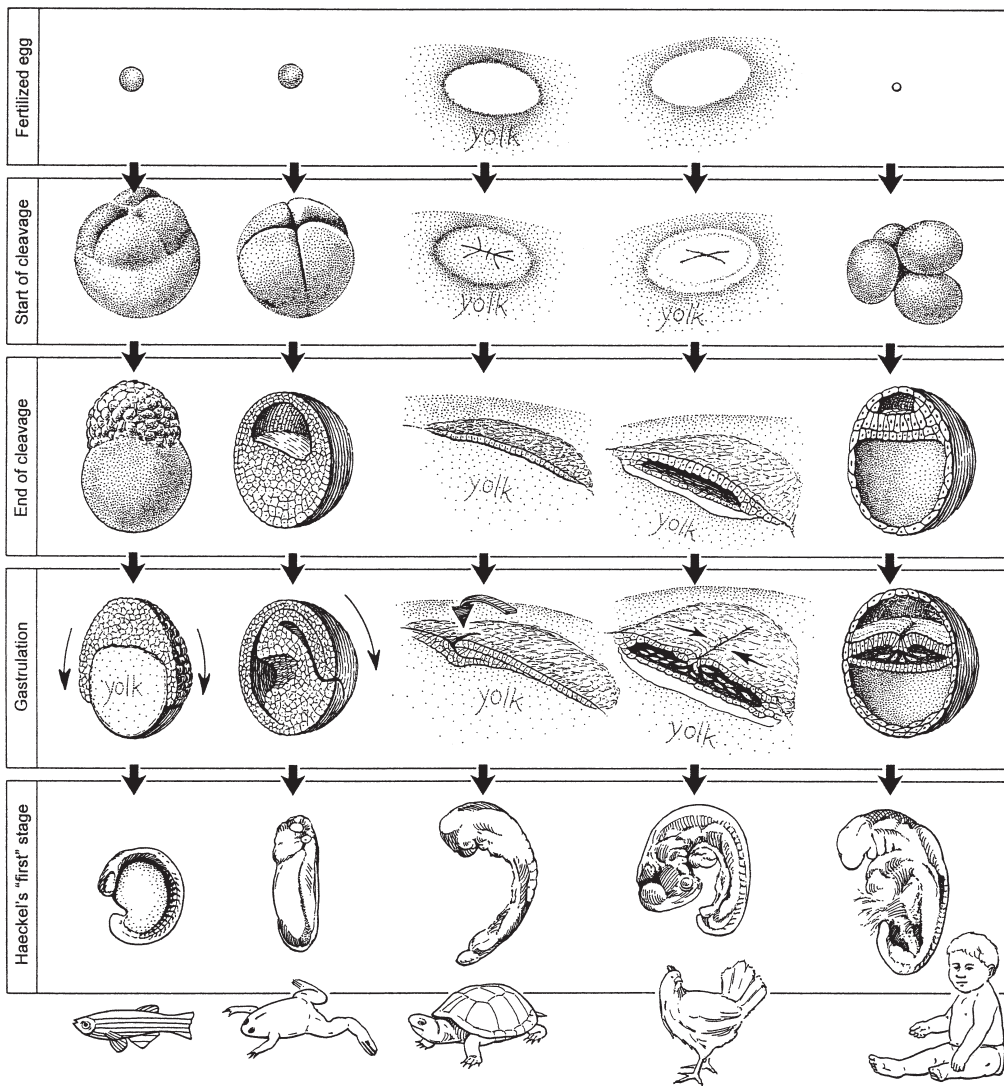 Fertilized egg
yolk
Start of cleavage
yolk
yolk
End of cleavage
yolk
yolk
Gastrulation
yolk
yolk
yolk
Haeckel's "first" stage